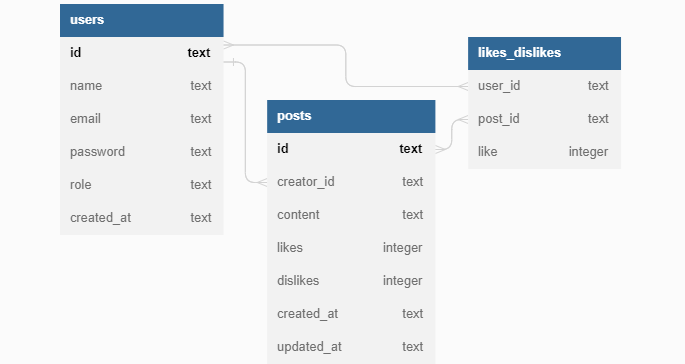 users
id text
name text
email text
password text
role text
created_at text
posts
id text
creator_id text
content text
likes integer
dislikes integer
created_at text
updated_at text
likes_dislikes
user_id text
post_id text
like integer